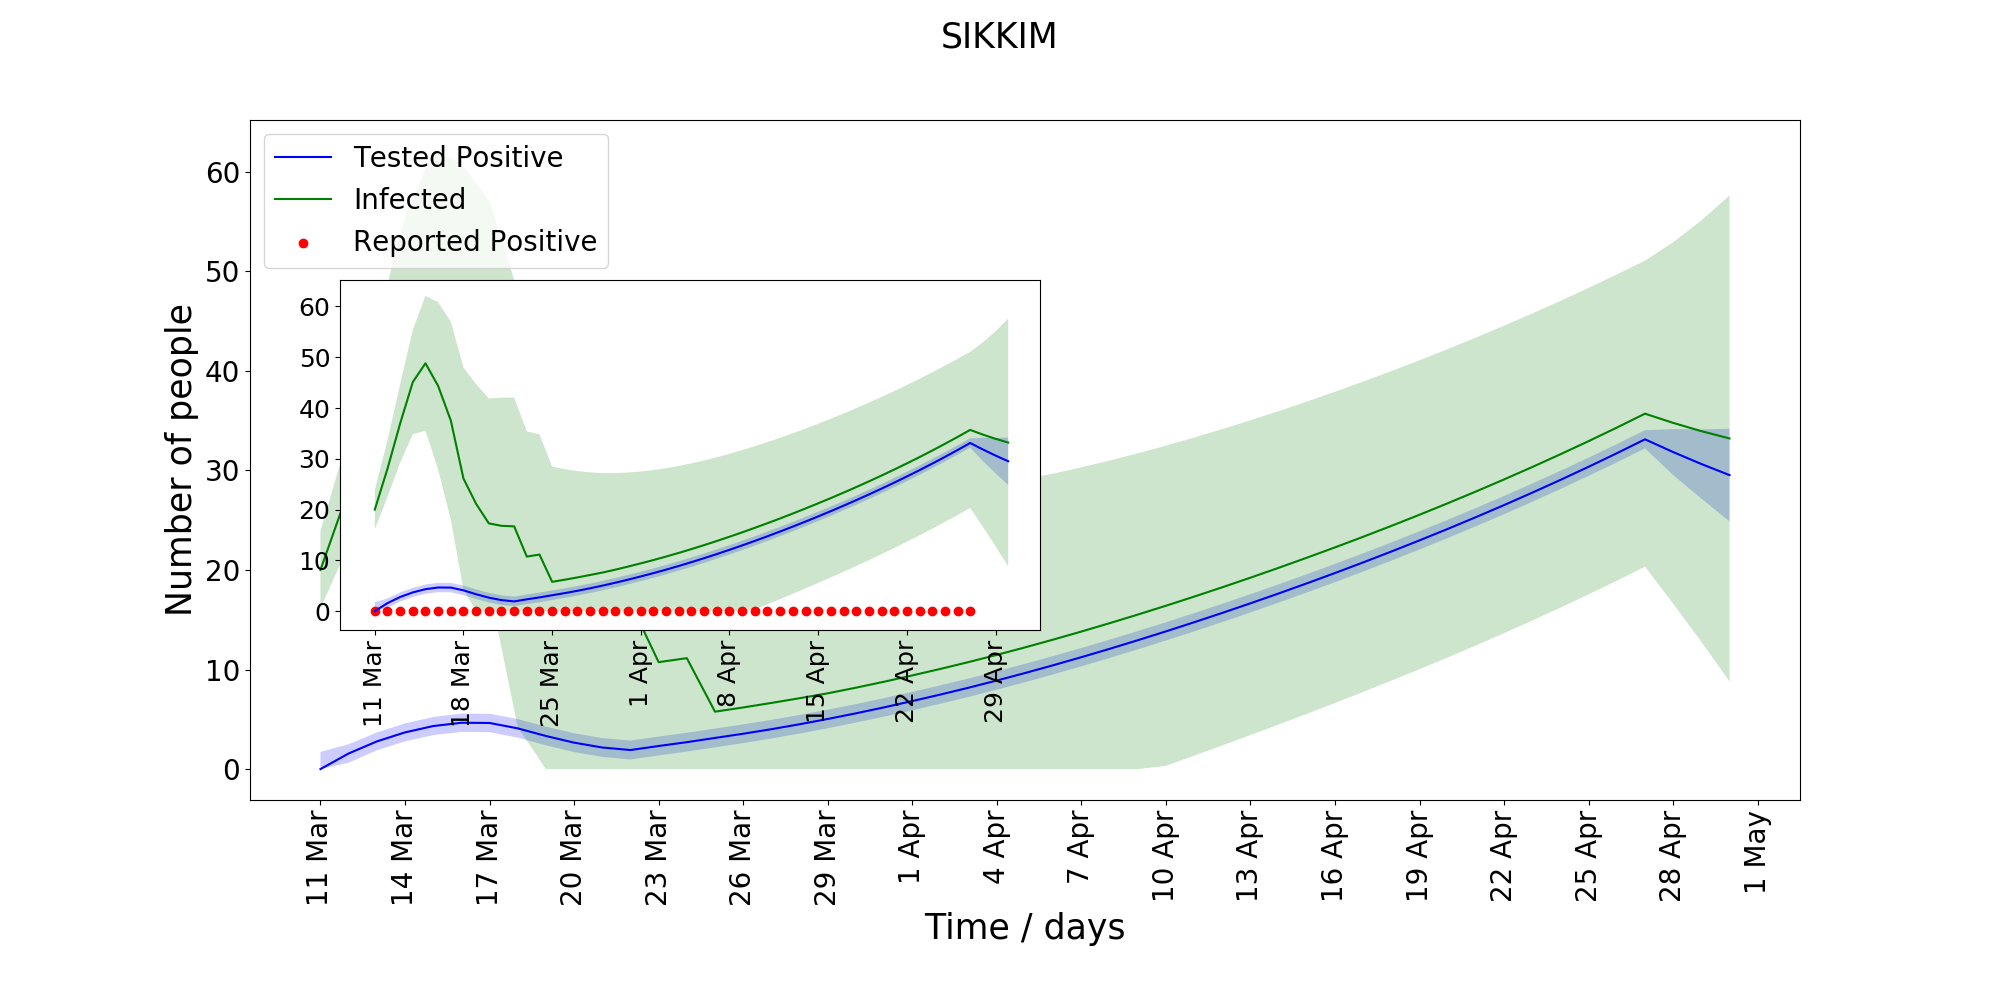 SIKKIM
Tested Positive
Infected
Reported Positive
Number of people
60
50
40
30
20
10
0
60
50
40
30
20
10
0
11 Mar
18 Mar
25 Mar
1 Apr
8 Apr
15 Apr
22 Apr
29 Apr
11 Mar
14 Mar
17 Mar
20 Mar
23 Mar
26 Mar
29 Mar
1 Apr
4 Apr
7 Apr
10 Apr
13 Apr
16 Apr
19 Apr
22 Apr
25 Apr
28 Apr
1 May
Time / days